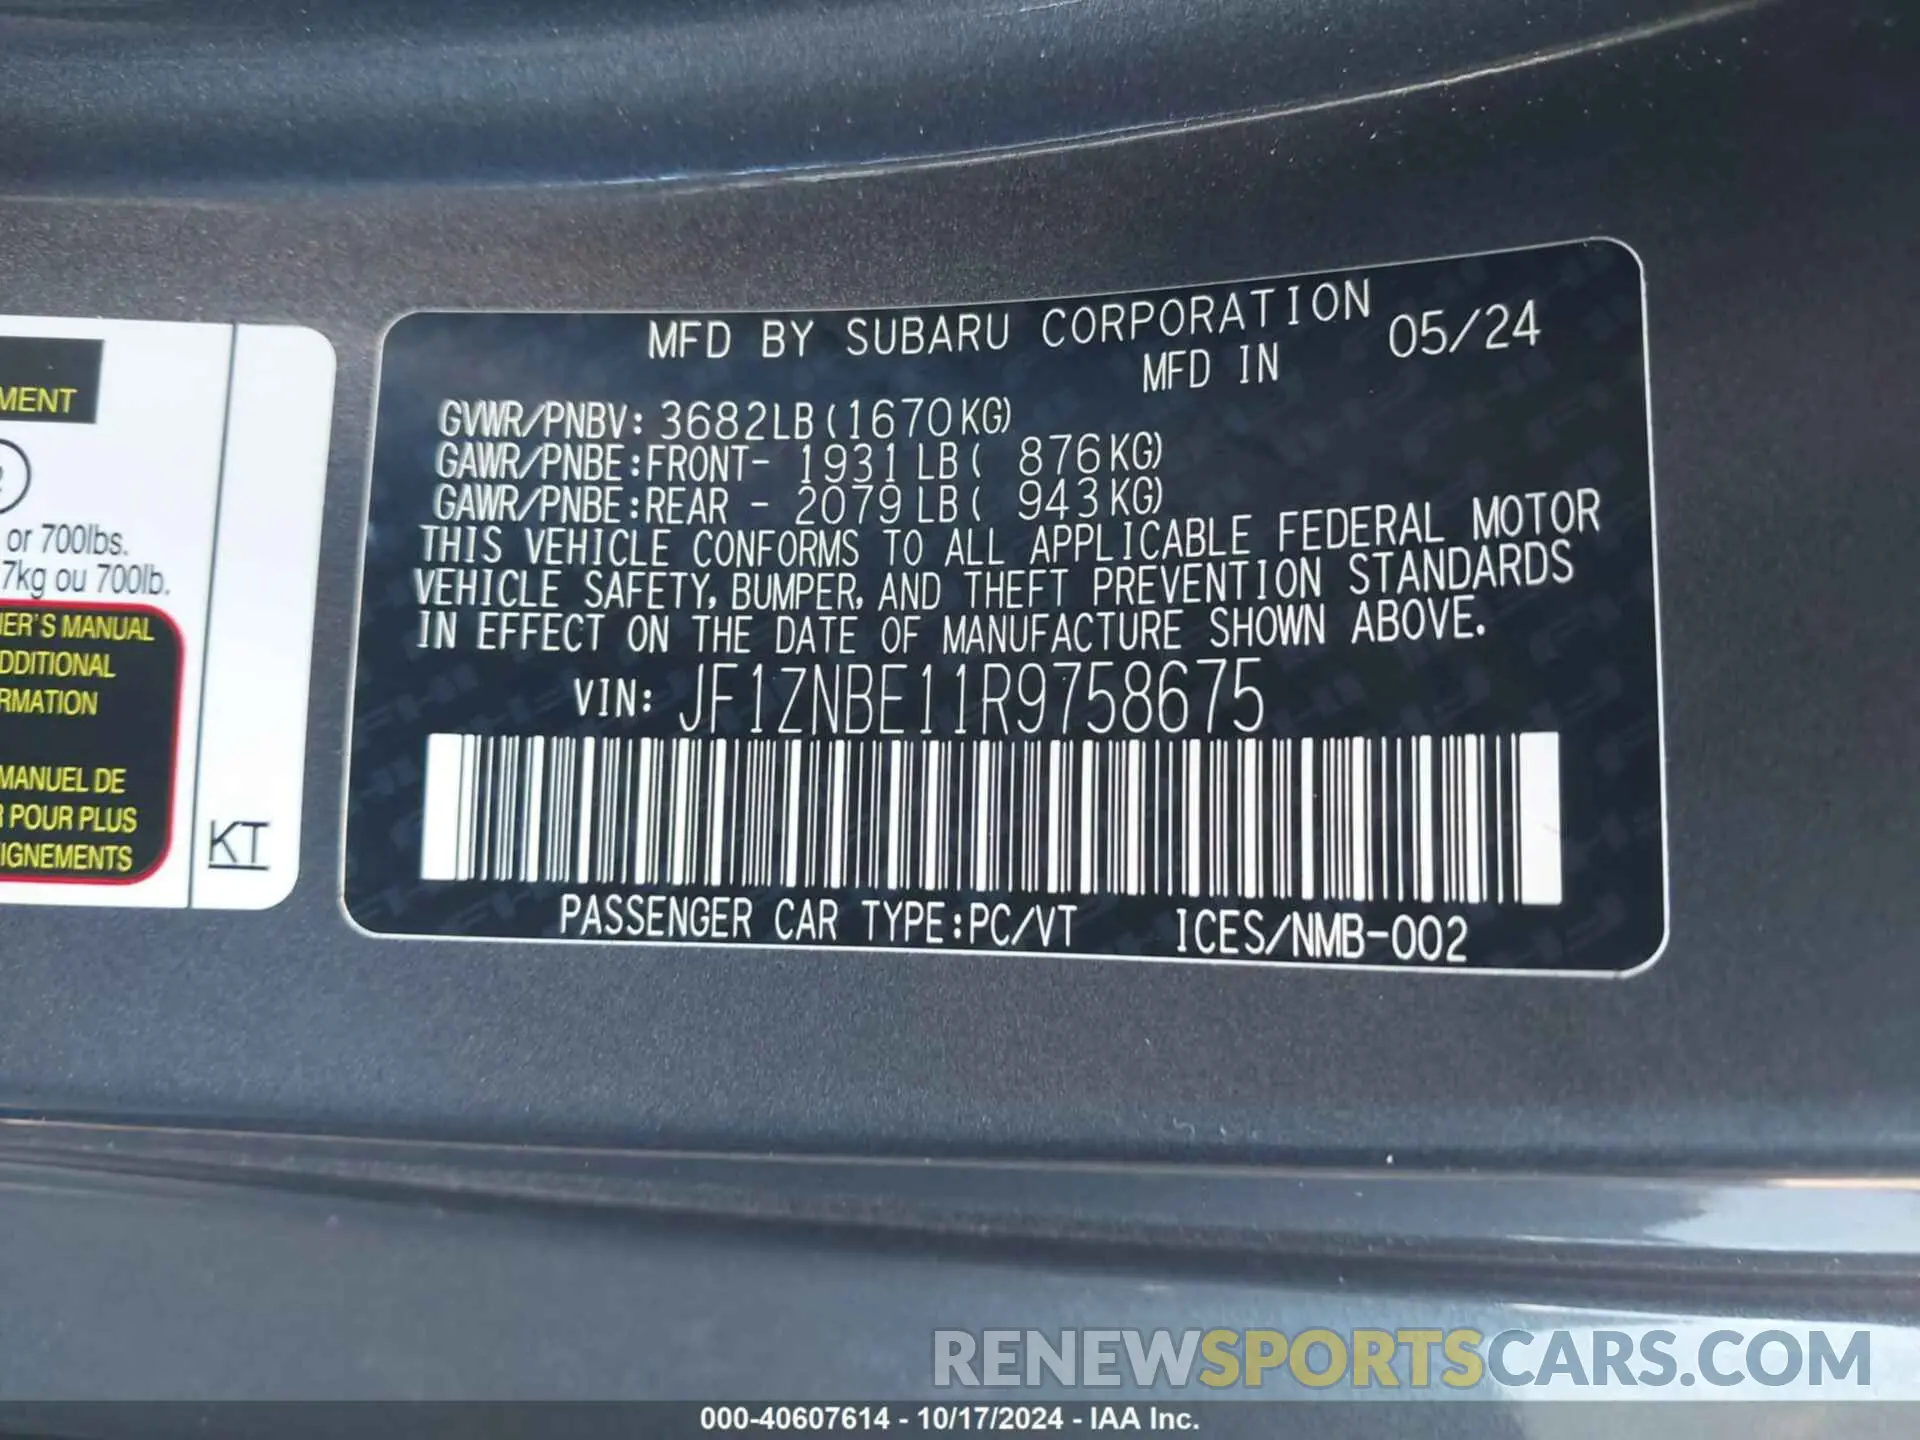 MFD BY SUBARU CORPORATION 05/24
MFD IN
GVWR/PNBV: 3682LB(1670KG)
GAWR/PNBE:FRONT- 1931LB( 876KG)
GAWR/PNBE:REAR - 2079LB( 943KG)
THIS VEHICLE CONFORMS TO ALL APPLICABLE FEDERAL MOTOR
VEHICLE SAFETY, BUMPER, AND THEFT PREVENTION STANDARDS
IN EFFECT ON THE DATE OF MANUFACTURE SHOWN ABOVE.
VIN: JF1ZNBE11R9758675
PASSENGER CAR TYPE:PC/VT ICES/NMB-002
MENT
or 700lbs.
7kg ou 700lb.
ER'S MANUAL
DDITIONAL
RMATION
MANUEL DE
R POUR PLUS
IGNEMENTS
KT
RENEWSPORTSCARS.COM
000-40607614 - 10/17/2024 - IAA Inc.